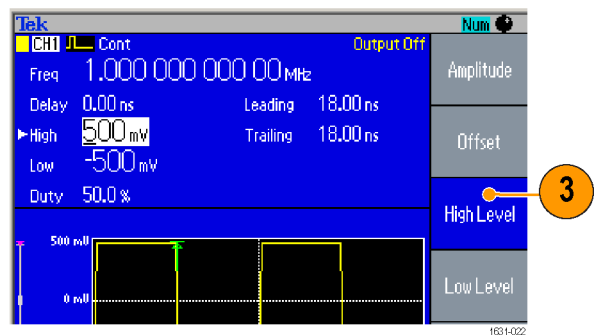 Tek
Num
CH1 Cont Output Off
Freq 1.000 000 000 00 MHz
Delay 0.00 ns Leading 18.00 ns
High 500 mV Trailing 18.00 ns
Low -500 mV
Duty 50.0 %
500 mV
0 mV
Amplitude
Offset
High Level
Low Level
3
1631-022